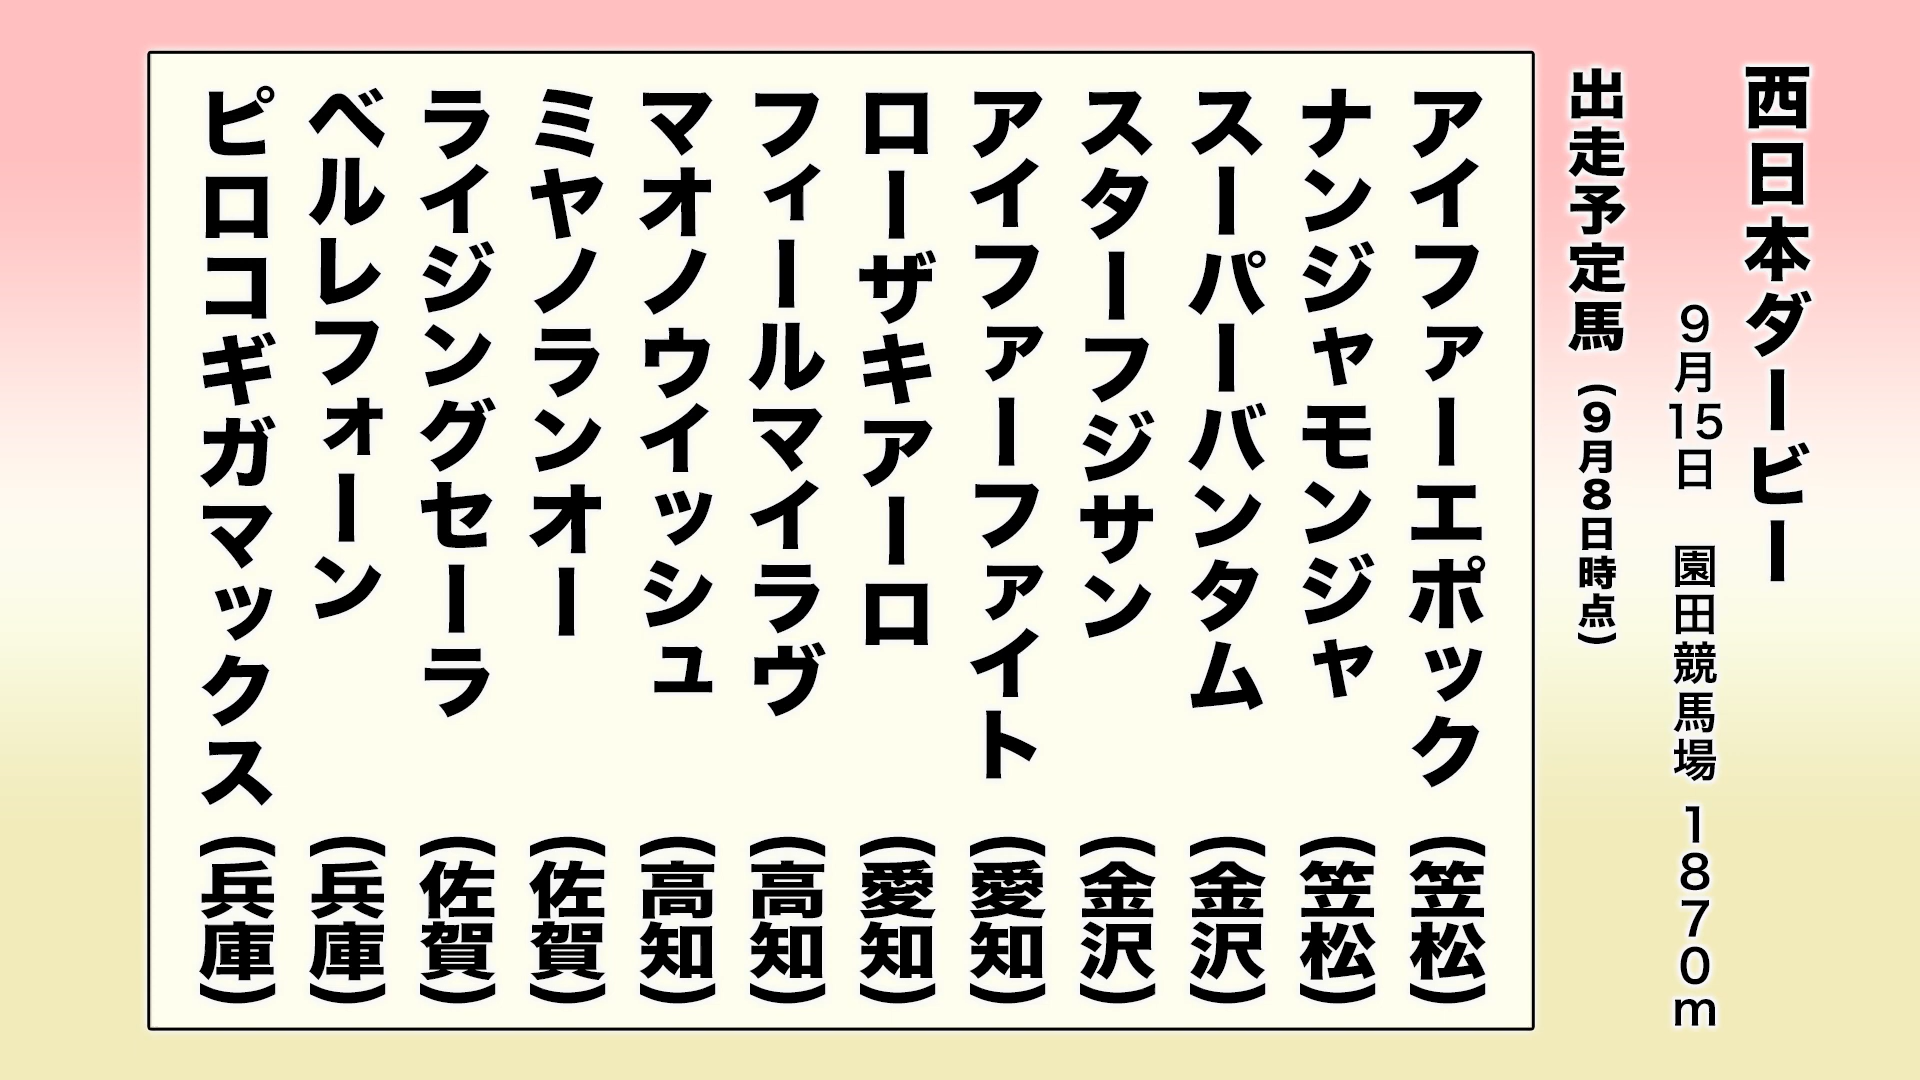 西日本ダービー
9月15日 園田競馬場 1870m
出走予定馬(9月8日時点)
アイファーエポック(笠松)
ナンジャモンジャ(笠松)
スーパーバンタム(金沢)
スターフジサン(金沢)
アイファーファイト(愛知)
ローザキアーロ(愛知)
フィールマイラヴ(高知)
マオノウイッシュ(高知)
ミヤノランオー(佐賀)
ライジングセーラ(佐賀)
ベルレフォーン(兵庫)
ピロコギガマックス(兵庫)